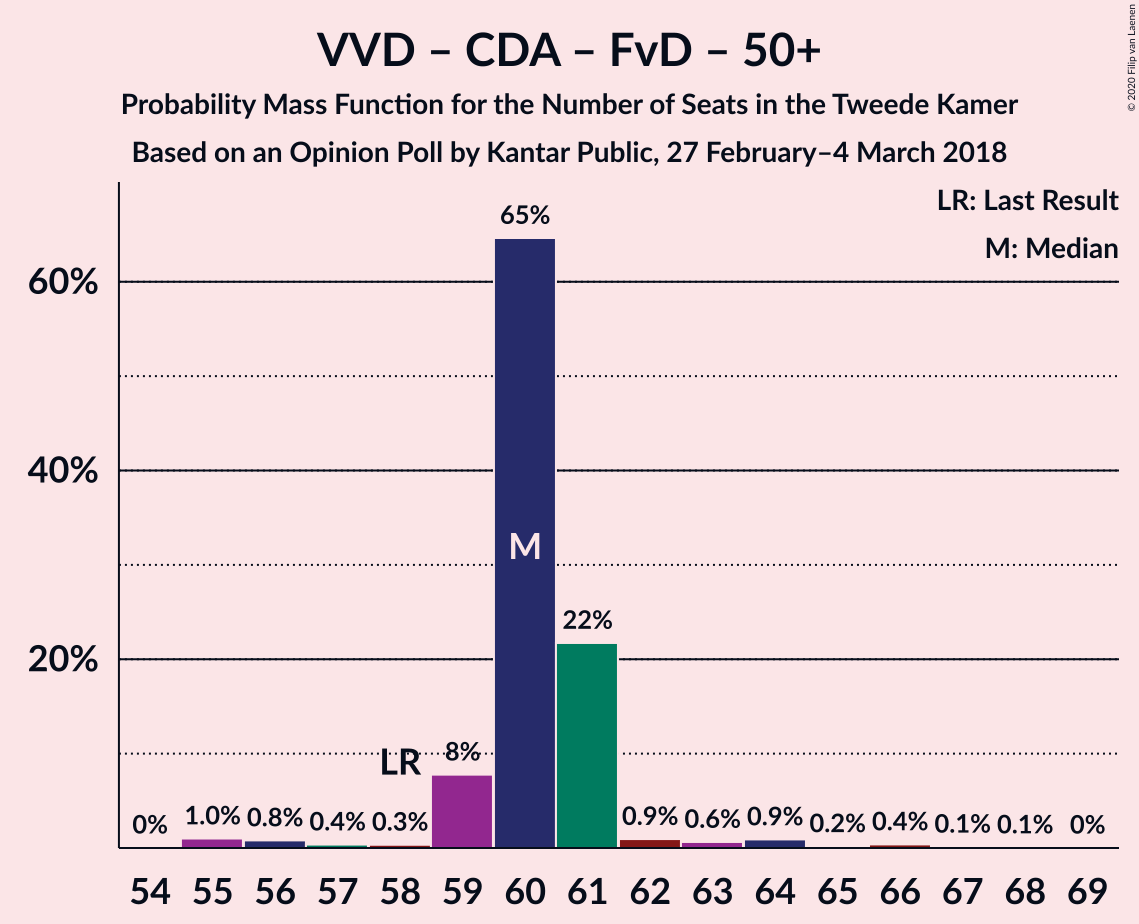 VVD – CDA – FvD – 50+
Probability Mass Function for the Number of Seats in the Tweede Kamer
Based on an Opinion Poll by Kantar Public, 27 February–4 March 2018
© 2020 Filip van Laenen
LR: Last Result
M: Median
60%
40%
20%
0%
1.0%
0.8%
0.4%
0.3%
LR
8%
65%
M
22%
0.9%
0.6%
0.9%
0.2%
0.4%
0.1%
0.1%
0%
54 55 56 57 58 59 60 61 62 63 64 65 66 67 68 69